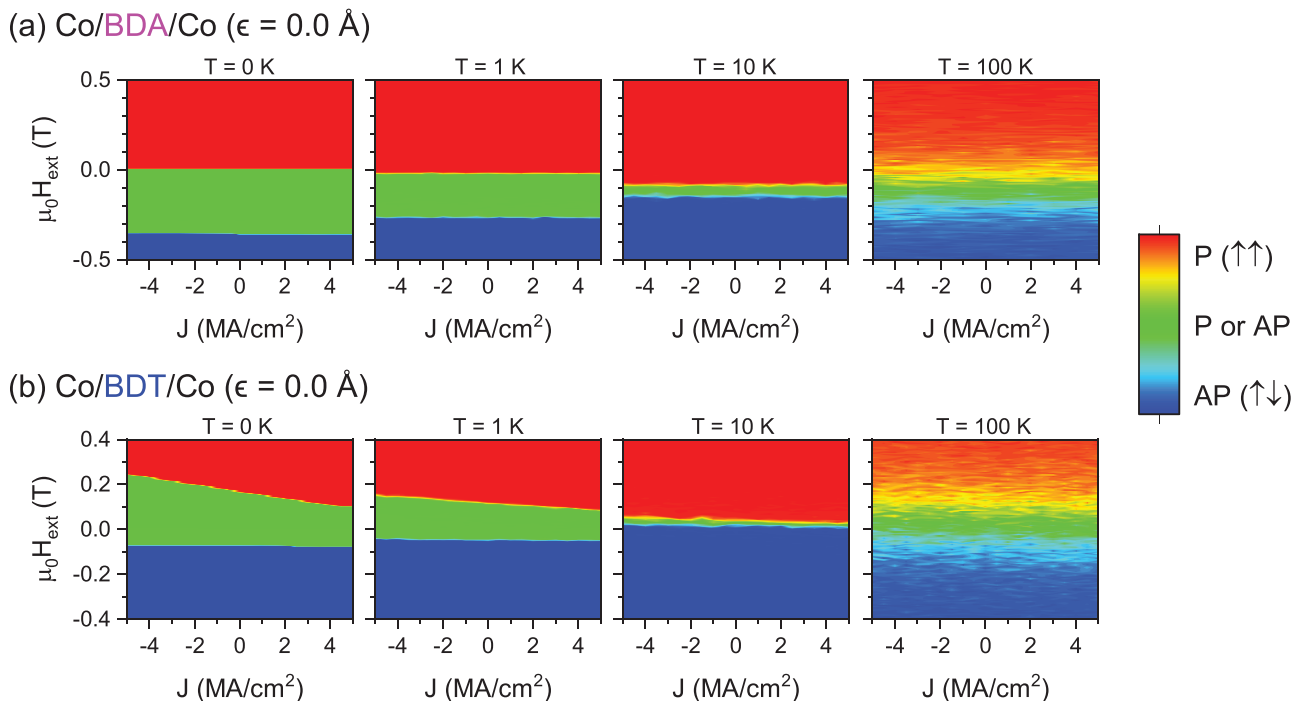 (a) Co/BDA/Co (ϵ = 0.0 Å)
T = 0 K T = 1 K T = 10 K T = 100 K
0.5
0.0
-0.5
μ₀Hₑₓₜ (T)
-4 -2 0 2 4 -4 -2 0 2 4 -4 -2 0 2 4 -4 -2 0 2 4
J (MA/cm²) J (MA/cm²) J (MA/cm²) J (MA/cm²)
P (↑↑)
P or AP
AP (↑↓)
(b) Co/BDT/Co (ϵ = 0.0 Å)
T = 0 K T = 1 K T = 10 K T = 100 K
0.4
0.2
0.0
-0.2
-0.4
μ₀Hₑₓₜ (T)
-4 -2 0 2 4 -4 -2 0 2 4 -4 -2 0 2 4 -4 -2 0 2 4
J (MA/cm²) J (MA/cm²) J (MA/cm²) J (MA/cm²)